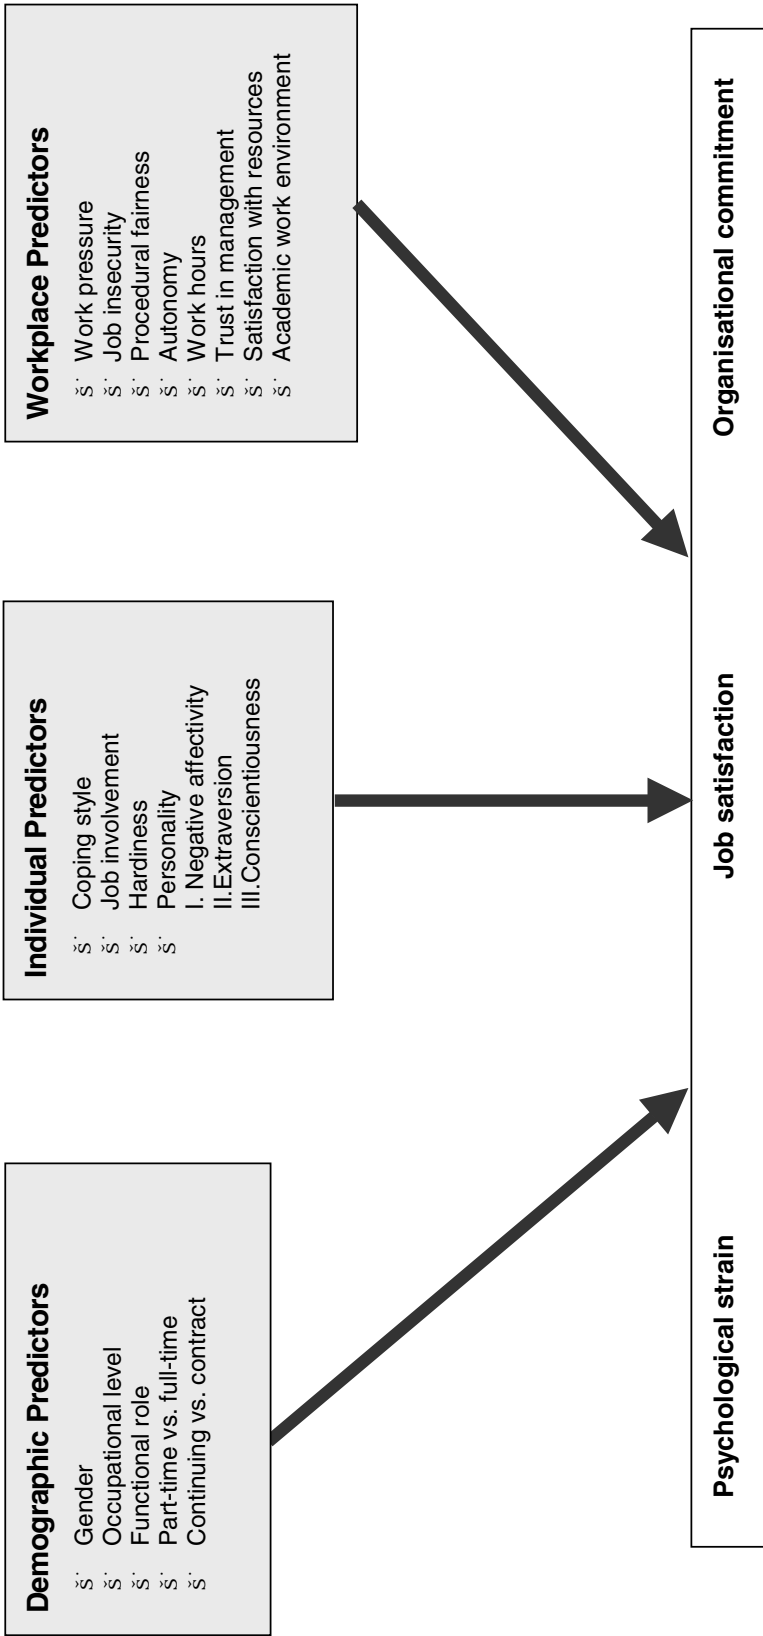 Demographic Predictors
š˙ Gender
š˙ Occupational level
š˙ Functional role
š˙ Part-time vs. full-time
š˙ Continuing vs. contract
Individual Predictors
š˙ Coping style
š˙ Job involvement
š˙ Hardiness
š˙ Personality
I. Negative affectivity
II.Extraversion
III.Conscientiousness
Workplace Predictors
š˙ Work pressure
š˙ Job insecurity
š˙ Procedural fairness
š˙ Autonomy
š˙ Work hours
š˙ Trust in management
š˙ Satisfaction with resources
š˙ Academic work environment
Psychological strain
Job satisfaction
Organisational commitment